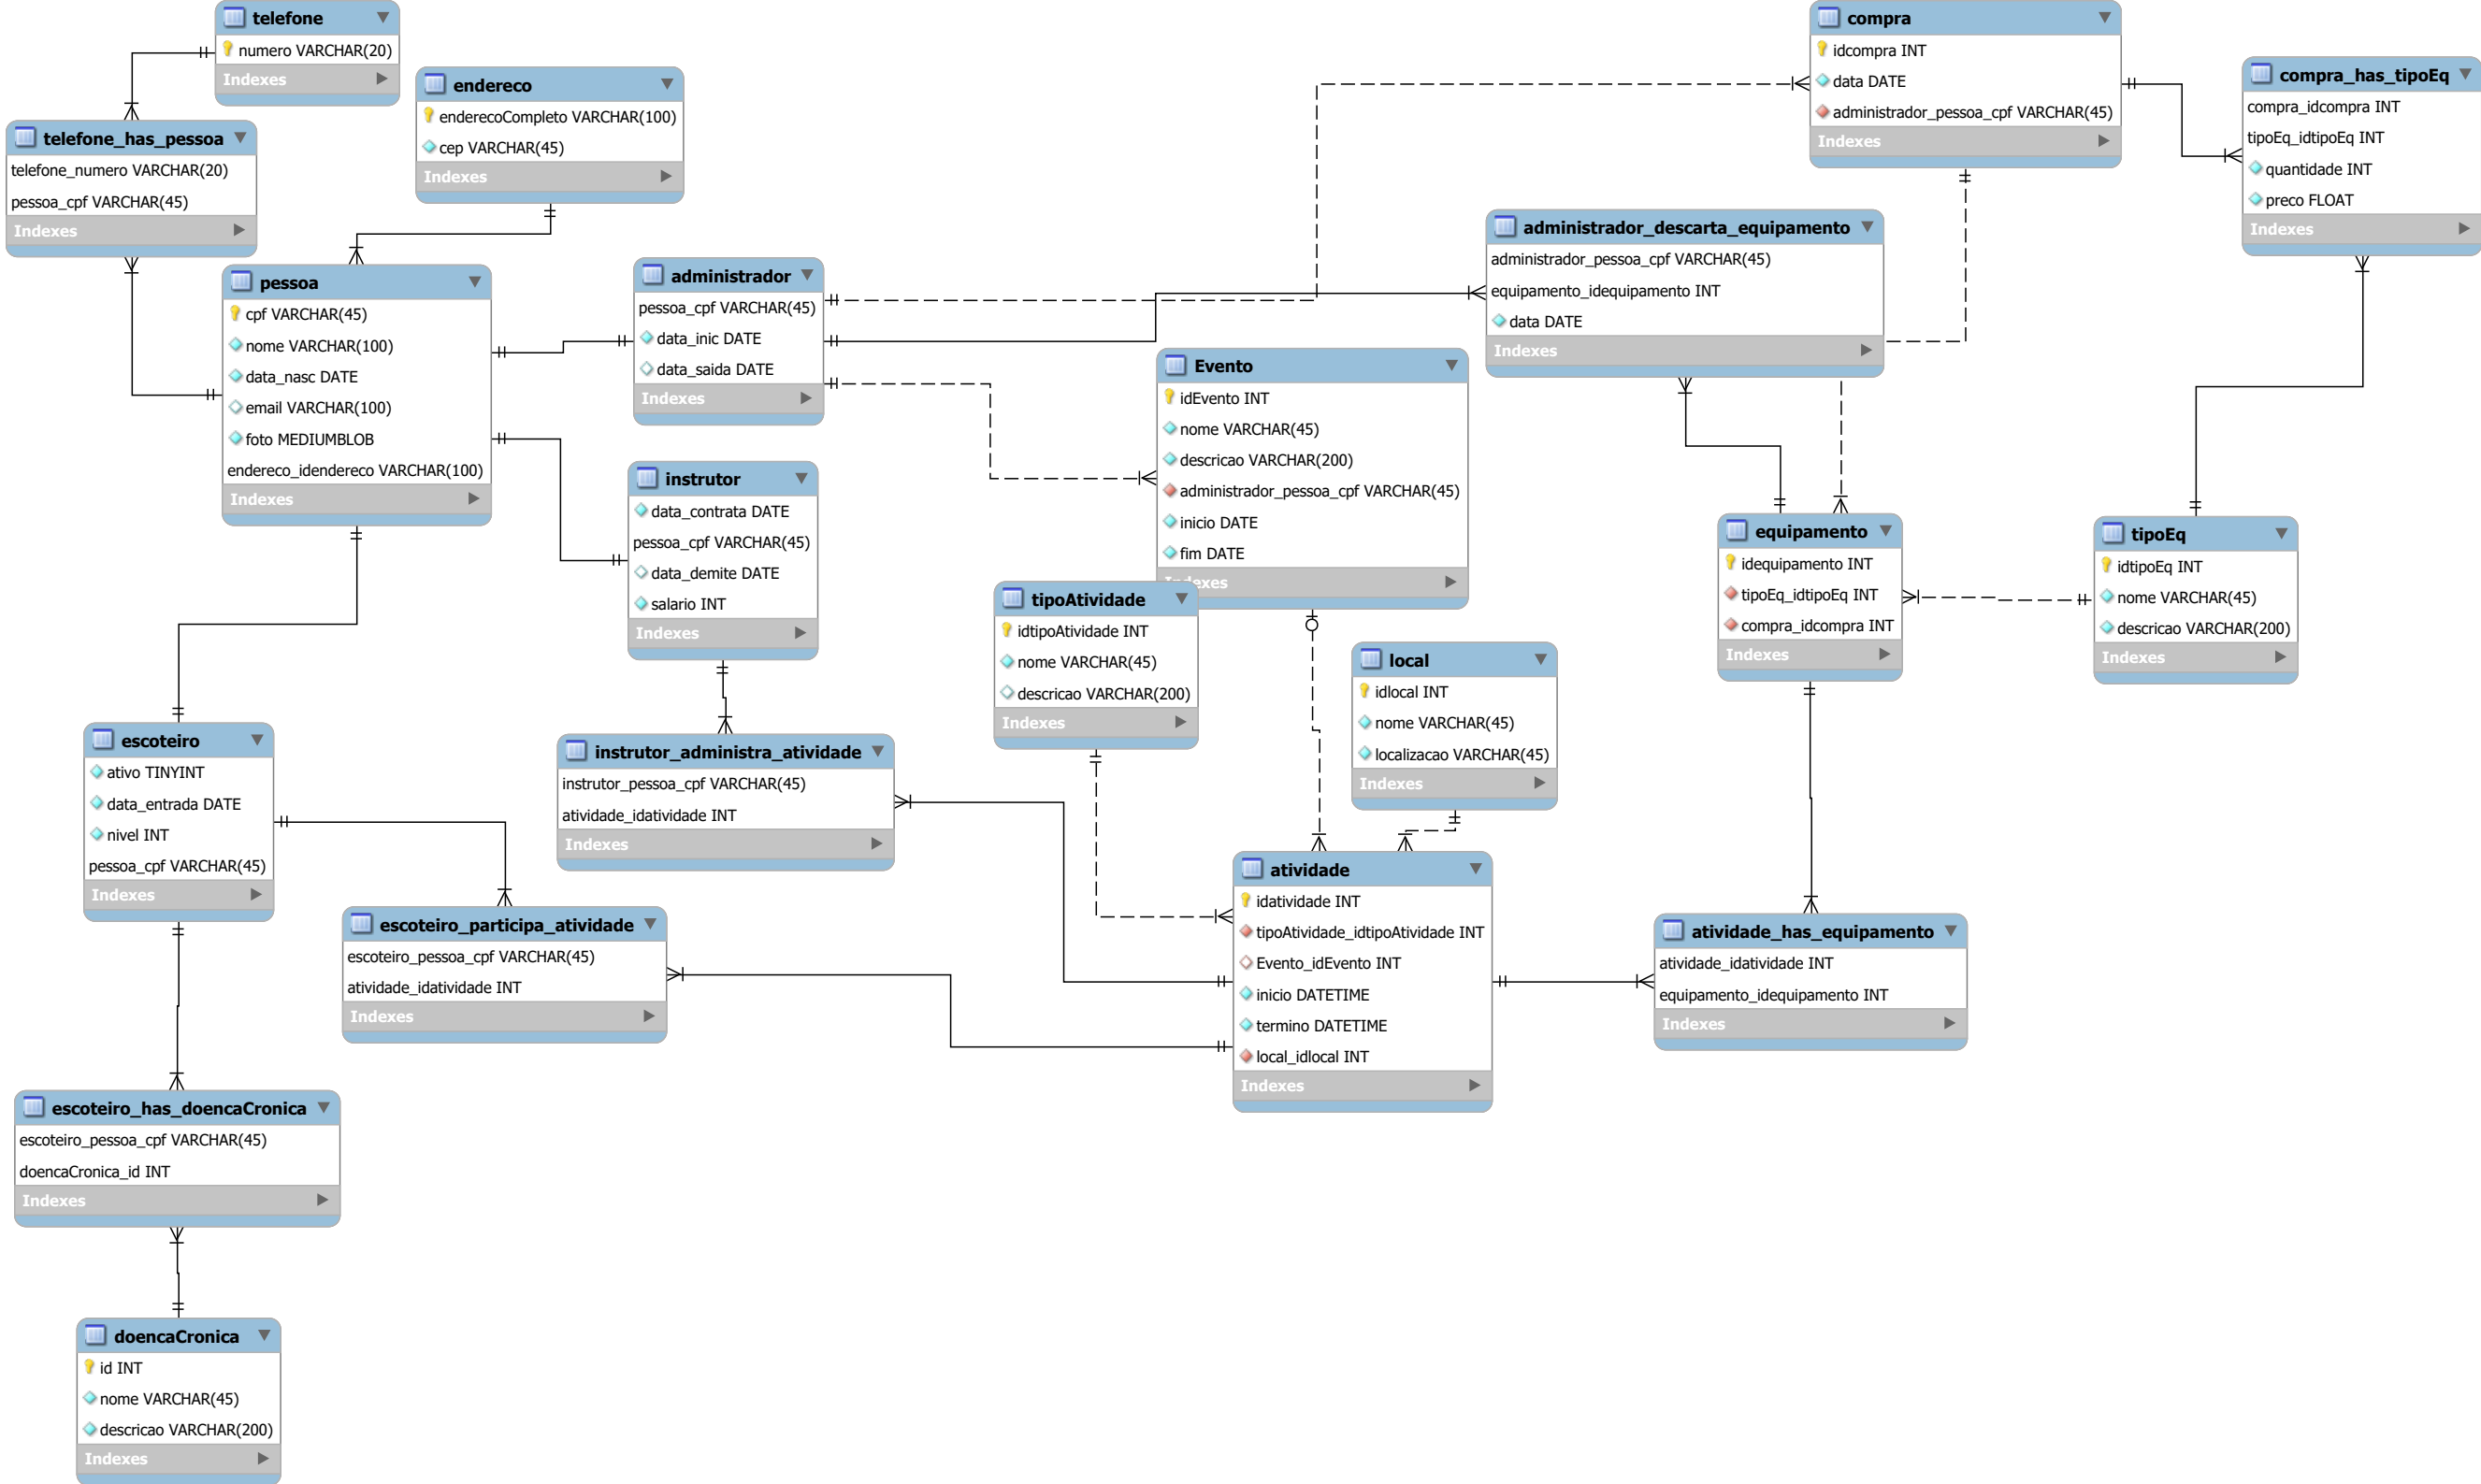 telefone
numero VARCHAR(20)
Indexes
endereco
enderecoCompleto VARCHAR(100)
cep VARCHAR(45)
Indexes
telefone_has_pessoa
telefone_numero VARCHAR(20)
pessoa_cpf VARCHAR(45)
Indexes
pessoa
cpf VARCHAR(45)
nome VARCHAR(100)
data_nasc DATE
email VARCHAR(100)
foto MEDIUMBLOB
endereco_idendereco VARCHAR(100)
Indexes
administrador
pessoa_cpf VARCHAR(45)
data_inic DATE
data_saida DATE
Indexes
instrutor
data_contrata DATE
pessoa_cpf VARCHAR(45)
data_demite DATE
salario INT
Indexes
compra
idcompra INT
data DATE
administrador_pessoa_cpf VARCHAR(45)
Indexes
compra_has_tipoEq
compra_idcompra INT
tipoEq_idtipoEq INT
quantidade INT
preco FLOAT
Indexes
administrador_descarta_equipamento
administrador_pessoa_cpf VARCHAR(45)
equipamento_idequipamento INT
data DATE
Indexes
Evento
idEvento INT
nome VARCHAR(45)
descricao VARCHAR(200)
administrador_pessoa_cpf VARCHAR(45)
inicio DATE
fim DATE
Indexes
tipoAtividade
idtipoAtividade INT
nome VARCHAR(45)
descricao VARCHAR(200)
Indexes
local
idlocal INT
nome VARCHAR(45)
localizacao VARCHAR(45)
Indexes
equipamento
idequipamento INT
tipoEq_idtipoEq INT
compra_idcompra INT
Indexes
tipoEq
idtipoEq INT
nome VARCHAR(45)
descricao VARCHAR(200)
Indexes
escoteiro
ativo TINYINT
data_entrada DATE
nivel INT
pessoa_cpf VARCHAR(45)
Indexes
instrutor_administra_atividade
instrutor_pessoa_cpf VARCHAR(45)
atividade_idatividade INT
Indexes
escoteiro_participa_atividade
escoteiro_pessoa_cpf VARCHAR(45)
atividade_idatividade INT
Indexes
atividade
idatividade INT
tipoAtividade_idtipoAtividade INT
Evento_idEvento INT
inicio DATETIME
termino DATETIME
local_idlocal INT
Indexes
atividade_has_equipamento
atividade_idatividade INT
equipamento_idequipamento INT
Indexes
escoteiro_has_doencaCronica
escoteiro_pessoa_cpf VARCHAR(45)
doencaCronica_id INT
Indexes
doencaCronica
id INT
nome VARCHAR(45)
descricao VARCHAR(200)
Indexes